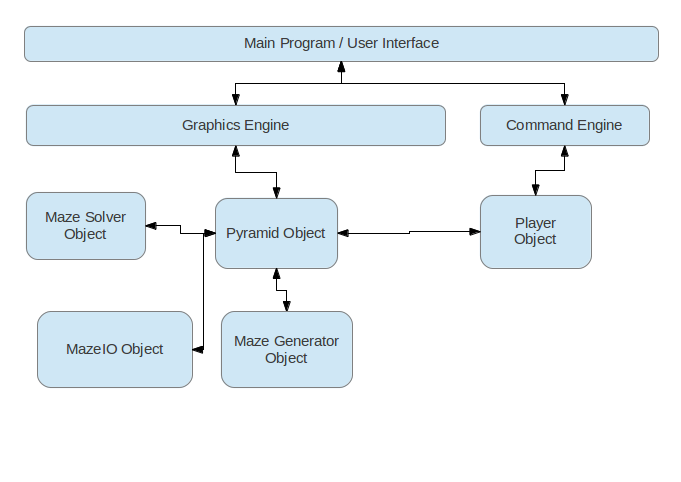 Main Program / User Interface
Graphics Engine
Command Engine
Maze Solver
Object
Pyramid Object
Player
Object
MazeIO Object
Maze Generator
Object